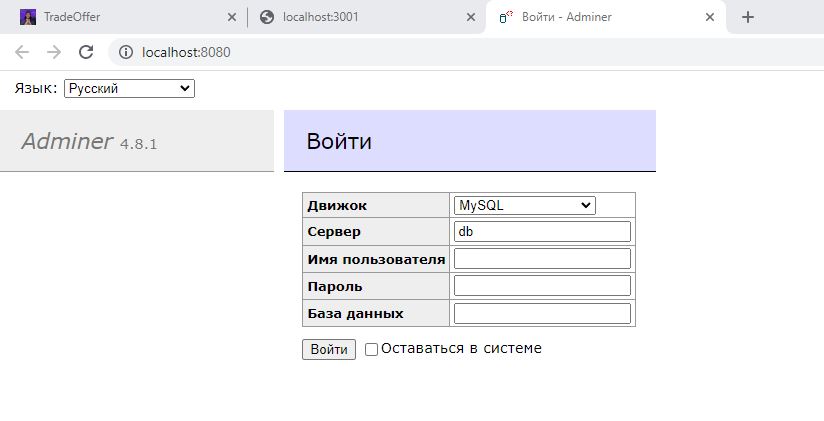 TradeOffer
localhost:3001
Войти - Adminer
localhost:8080
Язык: Русский
Adminer 4.8.1
Войти
Движок MySQL
Сервер db
Имя пользователя
Пароль
База данных
Войти Оставаться в системе